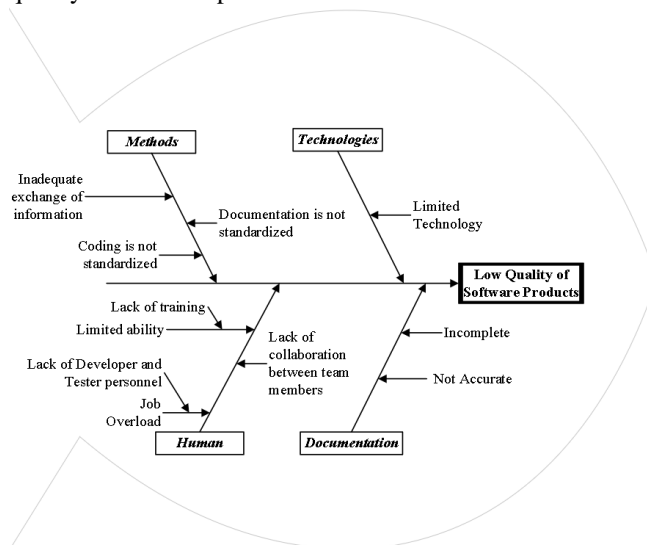 Methods
Technologies
Inadequate
exchange of
information
Documentation is not
standardized
Coding is not
standardized
Limited
Technology
Low Quality of
Software Products
Lack of training
Limited ability
Lack of
collaboration
between team
members
Lack of Developer and
Tester personnel
Job
Overload
Incomplete
Not Accurate
Human
Documentation